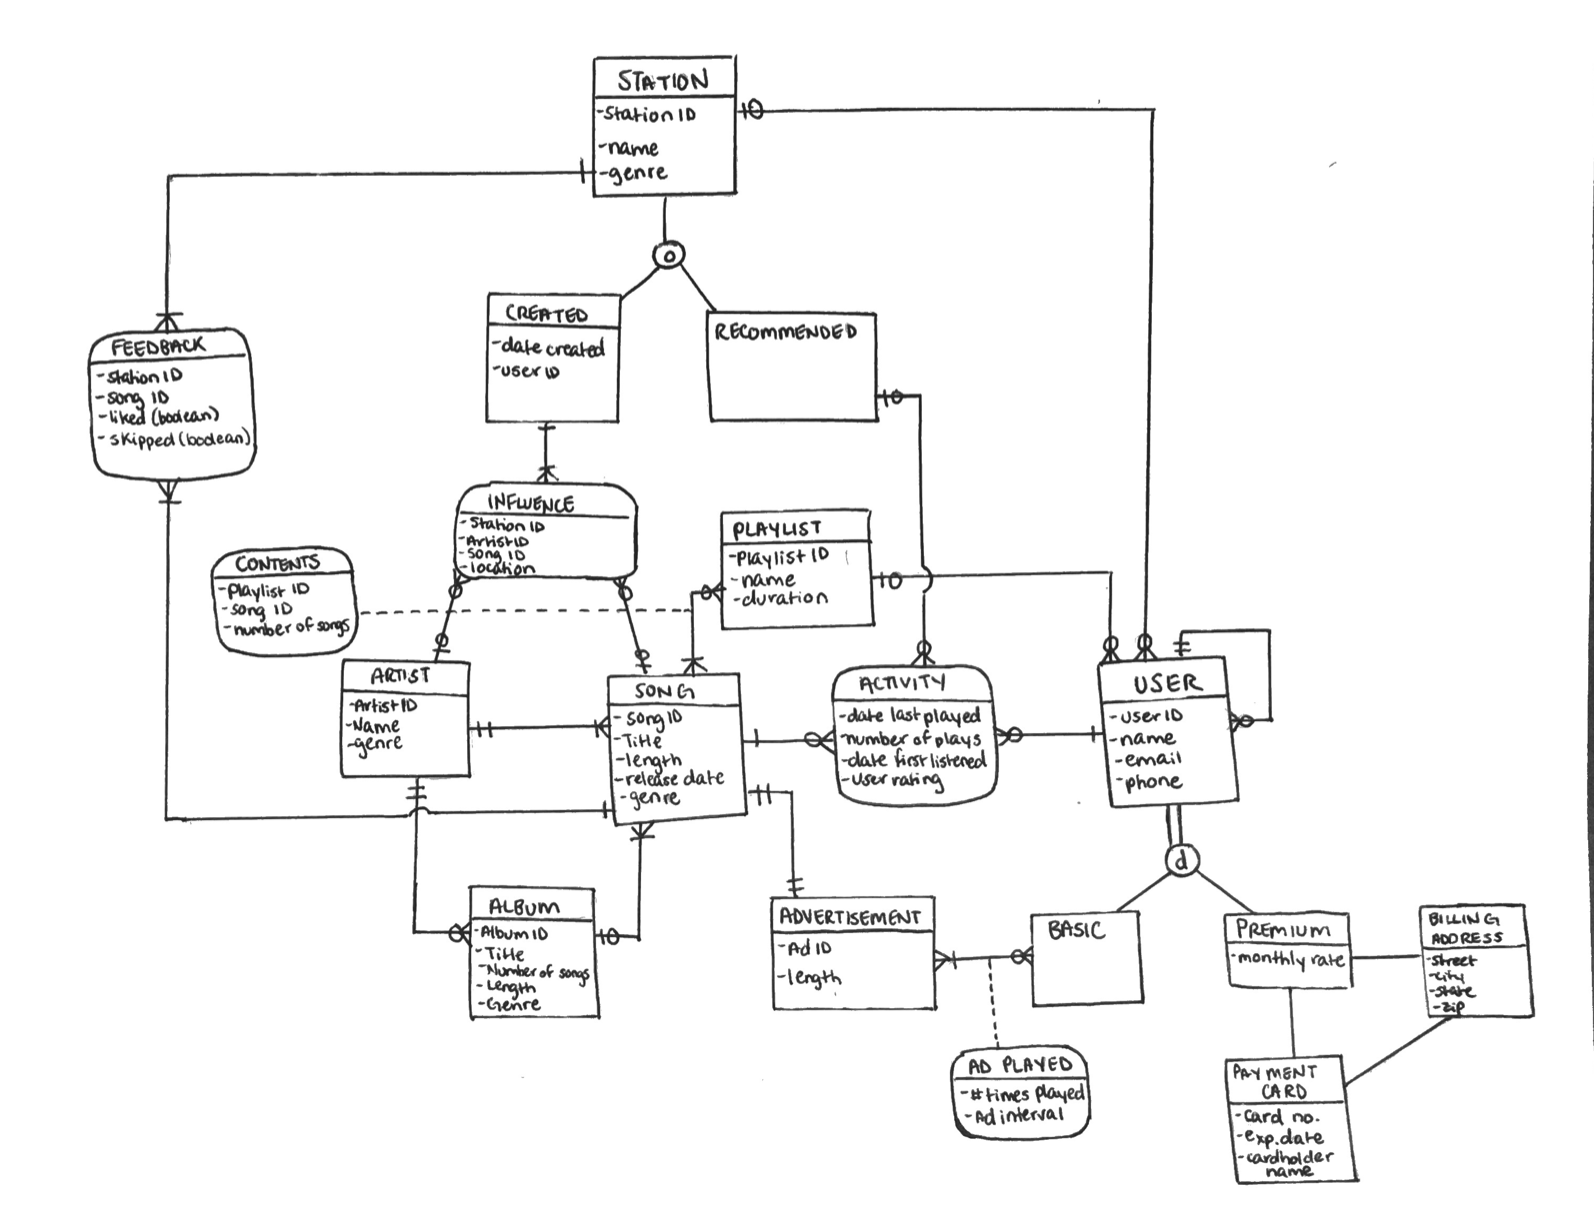 STATION
-Station ID
-name
-genre
o
CREATED
-date created
-user ID
RECOMMENDED
FEEDBACK
-station ID
-song ID
-liked (boolean)
-skipped (boolean)
INFLUENCE
-Station ID
-Artist ID
-Song ID
-location
CONTENTS
-Playlist ID
-song ID
-number of songs
PLAYLIST
-Playlist ID
-name
-duration
ARTIST
-Artist ID
-Name
-genre
SONG
-song ID
-Title
-length
-release date
-genre
ACTIVITY
-date last played
-number of plays
-date first listened
-user rating
USER
-user ID
-name
-email
-phone
d
ALBUM
-Album ID
-Title
-Number of songs
-Length
-Genre
ADVERTISEMENT
-Ad ID
-length
BASIC
PREMIUM
-monthly rate
BILLING
ADDRESS
-street
-city
-state
-zip
AD PLAYED
-# times played
-Ad interval
PAYMENT
CARD
-card no.
-exp. date
-cardholder
name